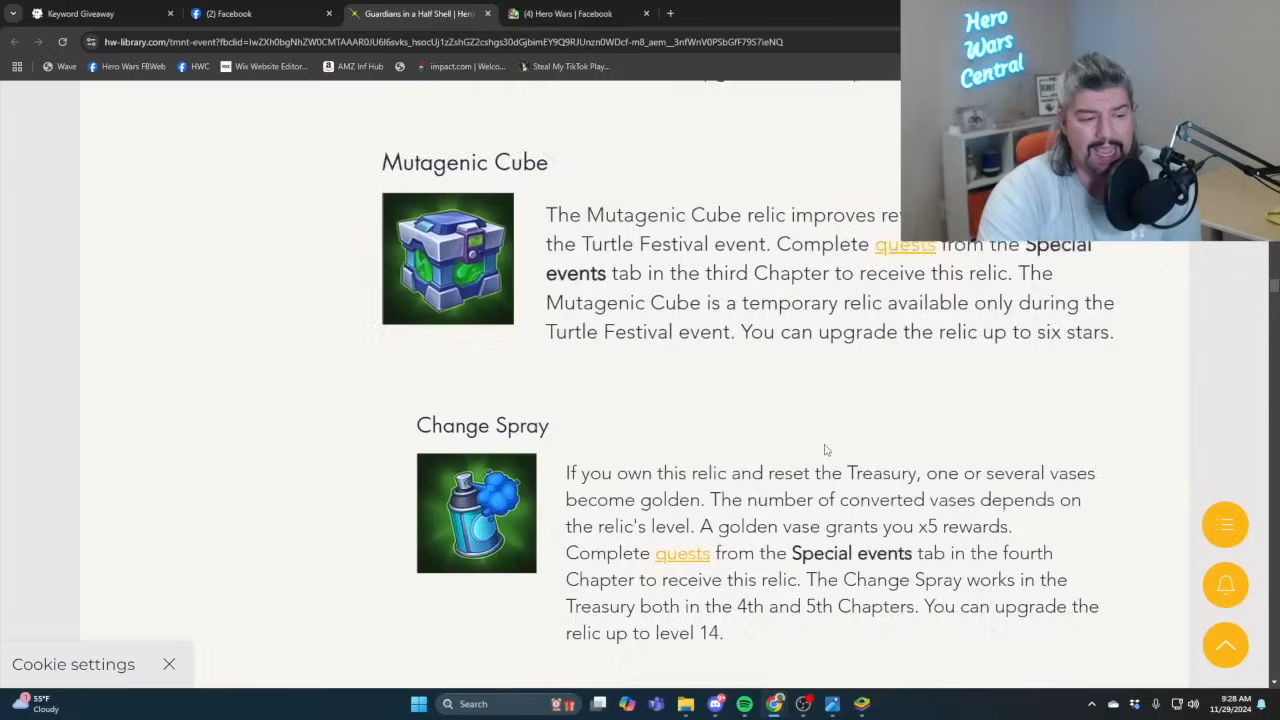 Keyword Giveaway
(2) Facebook
Guardians in a Half Shell | Hero
(4) Hero Wars | Facebook
hw-library.com/tmnt-event?fbclid=IwZXh0bgNhZW0CMTAAAR0JU6I6svks_hsocUj1zZshGZ2cshgs30dGjbimEY9Q9RJUnzn0WDcf-m8_aem__3nfWnV0PSbGfF79S7ieNQ
Wave
Hero Wars FBWeb
HWC
Wix Website Editor...
AMZ Inf Hub
impact.com | Welco...
Steal My TikTok Play...
Hero
Wars
Central
Mutagenic Cube
The Mutagenic Cube relic improves
the Turtle Festival event. Complete quests from the Special
events tab in the third Chapter to receive this relic. The
Mutagenic Cube is a temporary relic available only during the
Turtle Festival event. You can upgrade the relic up to six stars.
Change Spray
If you own this relic and reset the Treasury, one or several vases
become golden. The number of converted vases depends on
the relic's level. A golden vase grants you x5 rewards.
Complete quests from the Special events tab in the fourth
Chapter to receive this relic. The Change Spray works in the
Treasury both in the 4th and 5th Chapters. You can upgrade the
relic up to level 14.
Cookie settings
55°F
Cloudy
Search
9:28 AM
11/29/2024